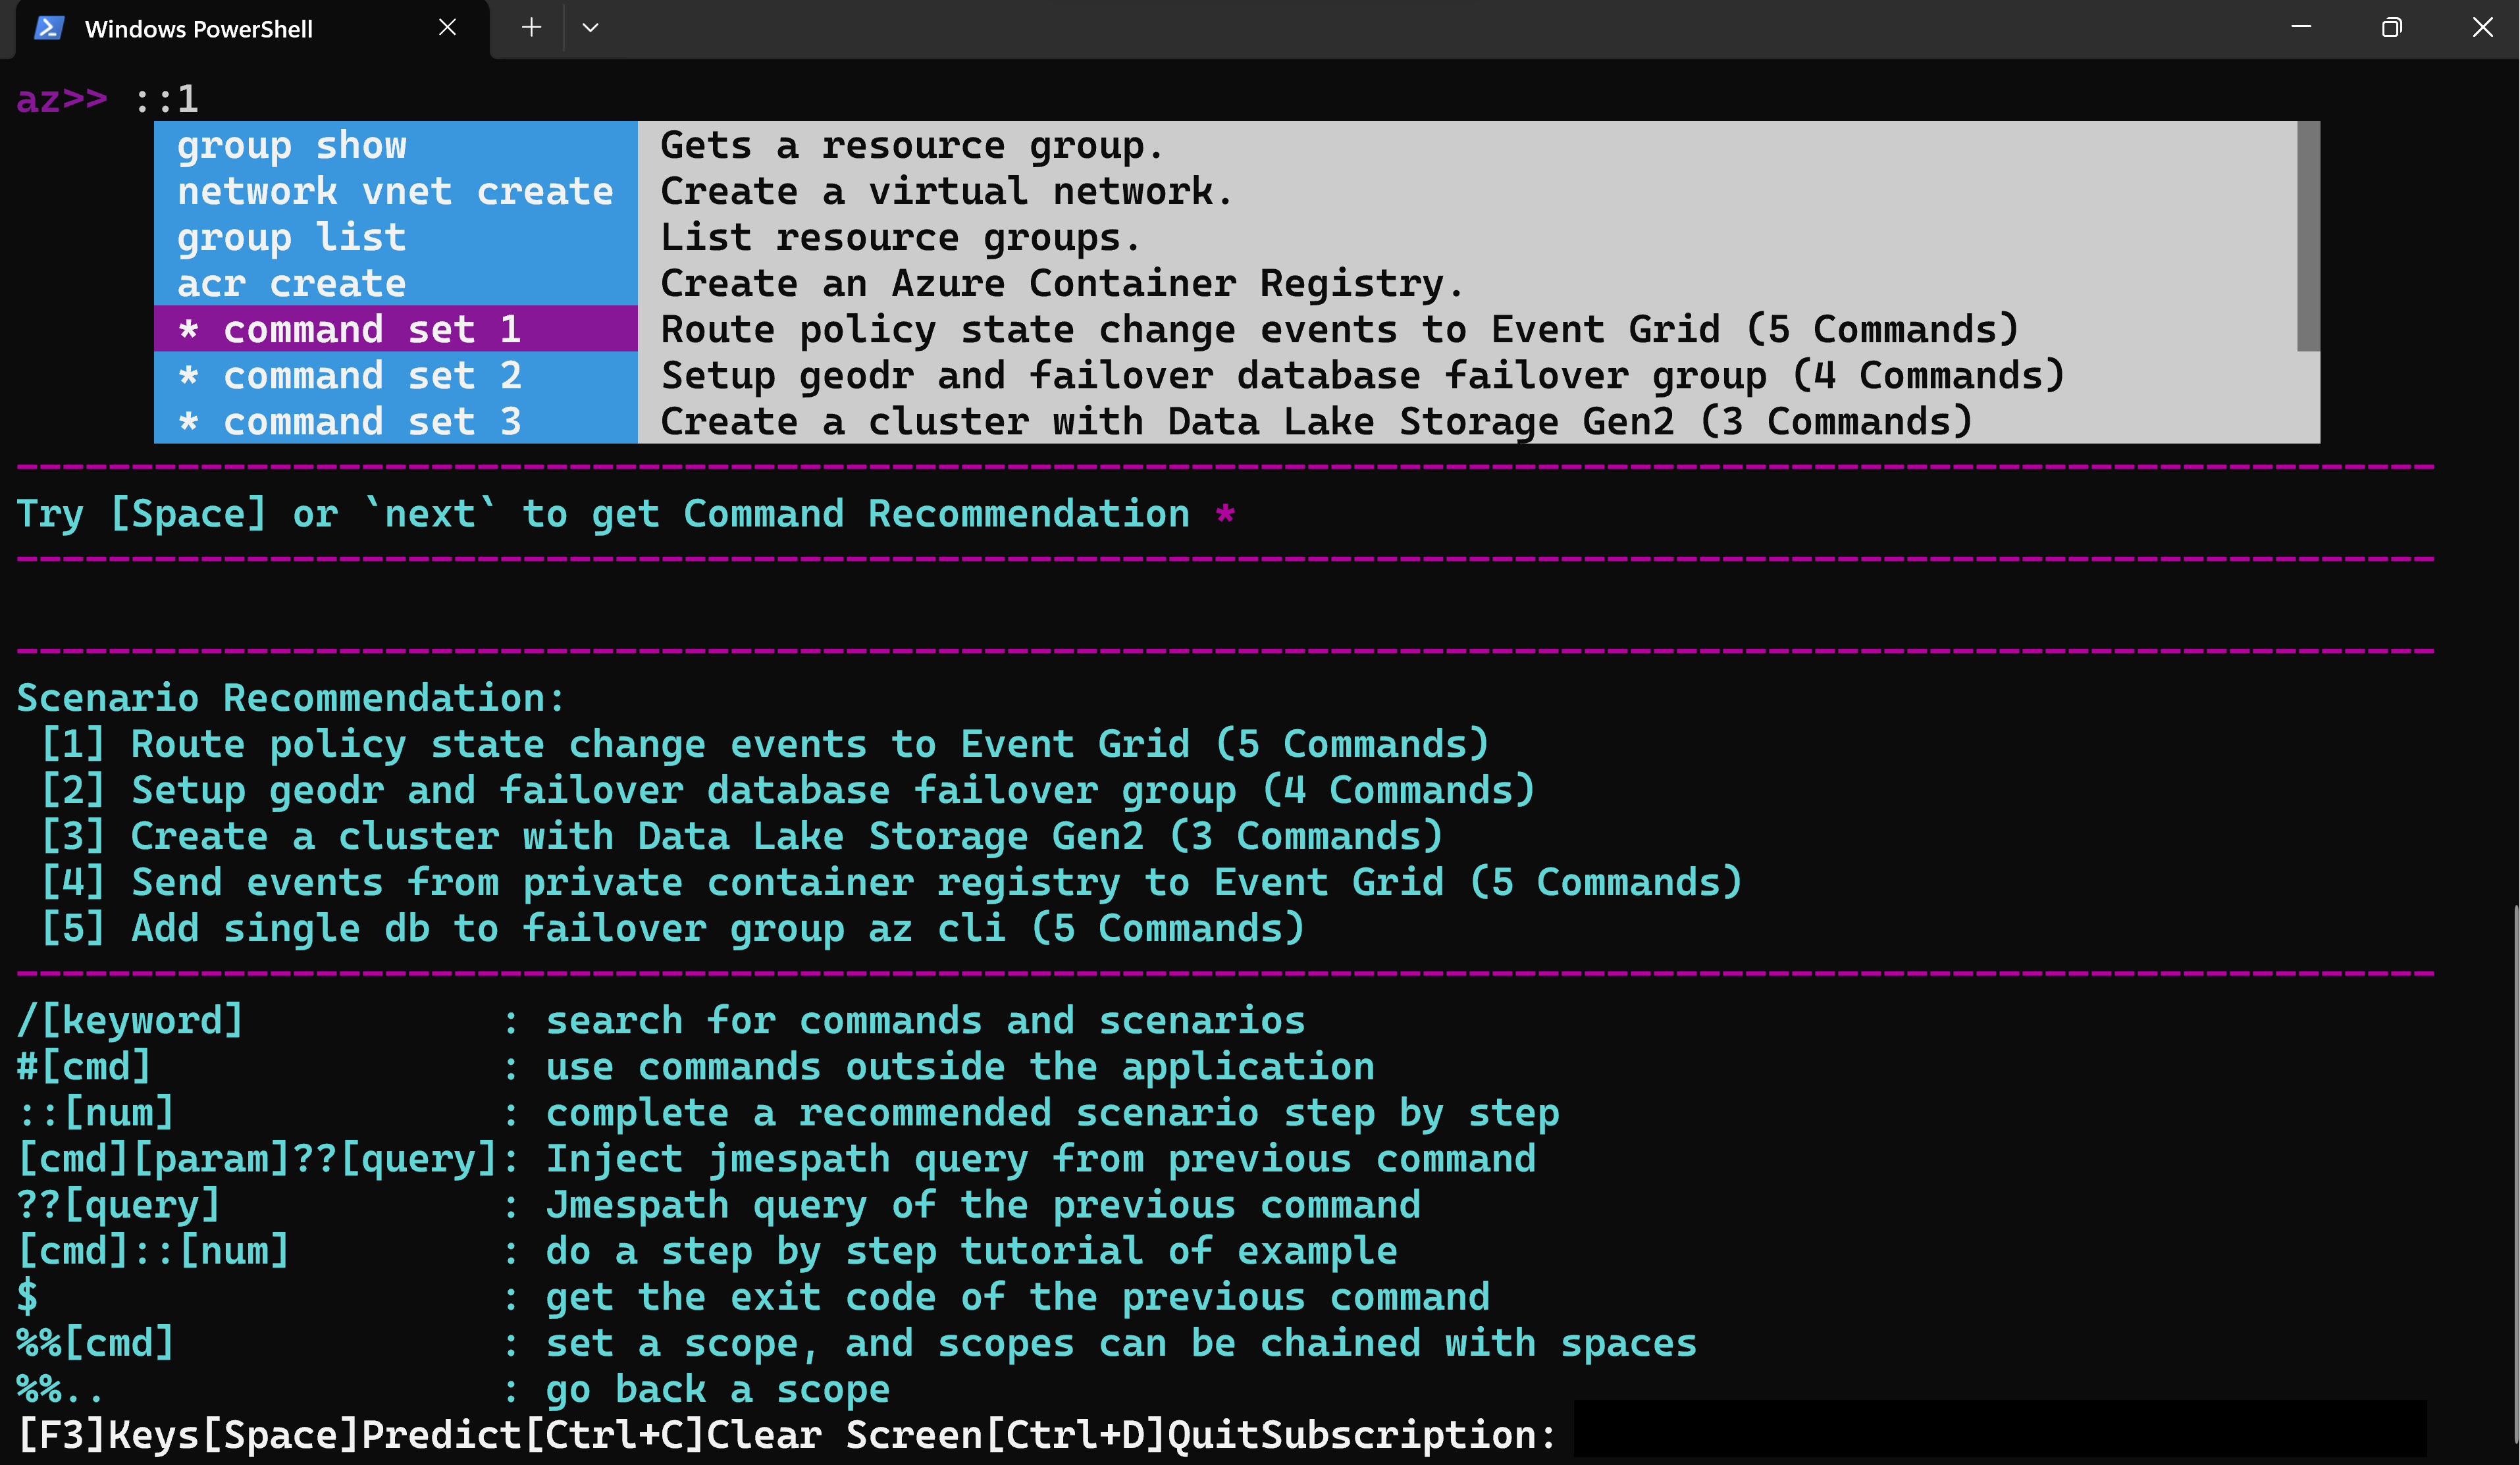 Windows PowerShell
az>> ::1
group show Gets a resource group.
network vnet create Create a virtual network.
group list List resource groups.
acr create Create an Azure Container Registry.
* command set 1 Route policy state change events to Event Grid (5 Commands)
* command set 2 Setup geodr and failover database failover group (4 Commands)
* command set 3 Create a cluster with Data Lake Storage Gen2 (3 Commands)
Try [Space] or `next` to get Command Recommendation *
Scenario Recommendation:
[1] Route policy state change events to Event Grid (5 Commands)
[2] Setup geodr and failover database failover group (4 Commands)
[3] Create a cluster with Data Lake Storage Gen2 (3 Commands)
[4] Send events from private container registry to Event Grid (5 Commands)
[5] Add single db to failover group az cli (5 Commands)
/[keyword] : search for commands and scenarios
#[cmd] : use commands outside the application
::[num] : complete a recommended scenario step by step
[cmd][param]??[query]: Inject jmespath query from previous command
??[query] : Jmespath query of the previous command
[cmd]::[num] : do a step by step tutorial of example
$ : get the exit code of the previous command
%%[cmd] : set a scope, and scopes can be chained with spaces
%%.. : go back a scope
[F3]Keys[Space]Predict[Ctrl+C]Clear Screen[Ctrl+D]QuitSubscription: